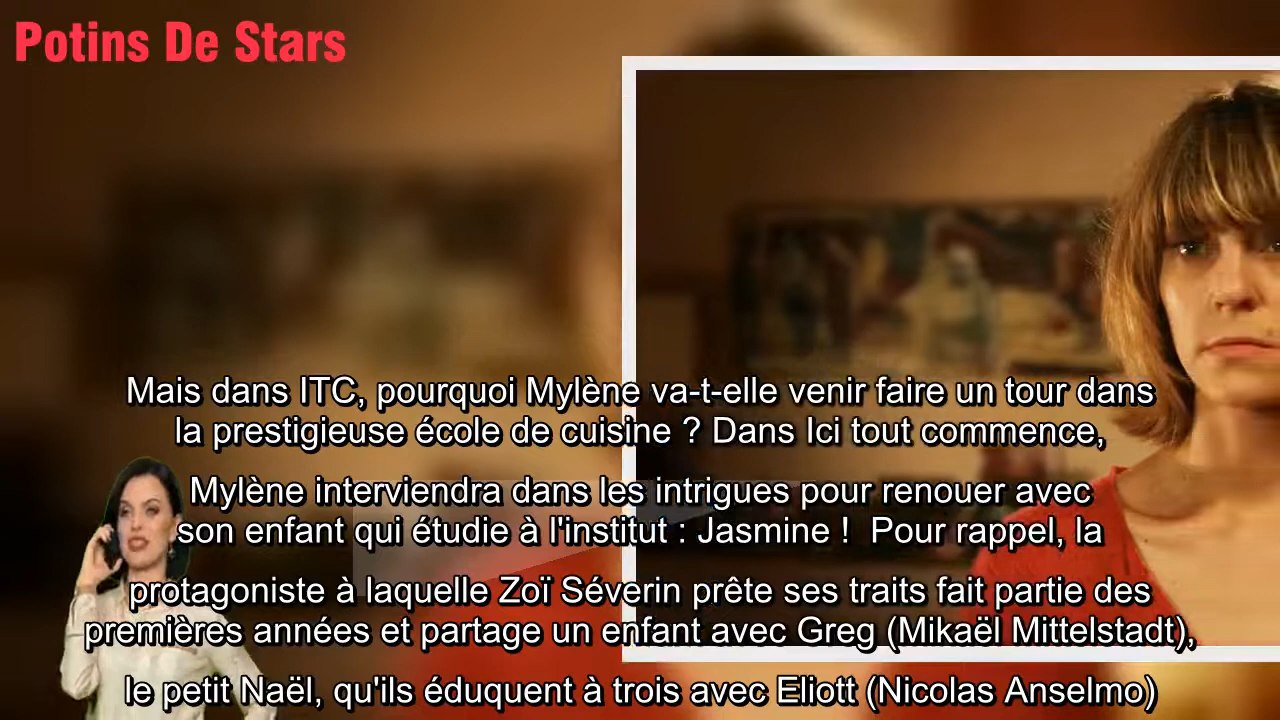 Potins De Stars
Mais dans ITC, pourquoi Mylène va-t-elle venir faire un tour dans
la prestigieuse école de cuisine ? Dans Ici tout commence,
Mylène interviendra dans les intrigues pour renouer avec
son enfant qui étudie à l'institut : Jasmine ! Pour rappel, la
protagoniste à laquelle Zoï Séverin prête ses traits fait partie des
premières années et partage un enfant avec Greg (Mikaël Mittelstadt),
le petit Naël, qu'ils éduquent à trois avec Eliott (Nicolas Anselmo)